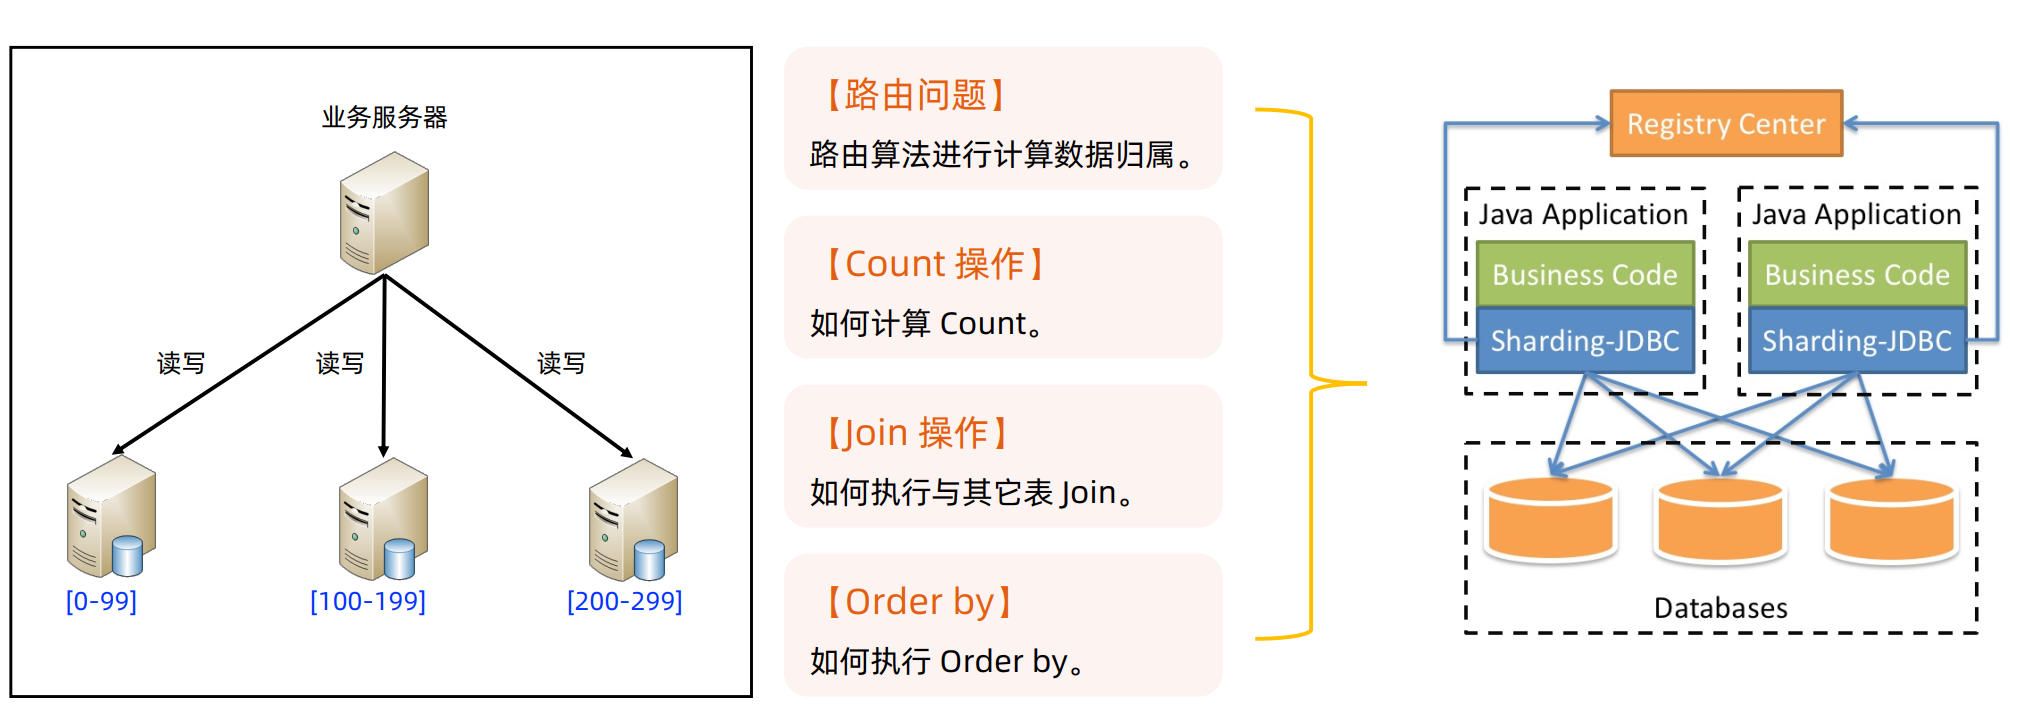 业务服务器
读写
读写
读写
[0-99]
[100-199]
[200-299]
【路由问题】
路由算法进行计算数据归属。
【Count 操作】
如何计算 Count。
【Join 操作】
如何执行与其它表 Join。
【Order by】
如何执行 Order by。
Registry Center
Java Application
Business Code
Sharding-JDBC
Java Application
Business Code
Sharding-JDBC
Databases